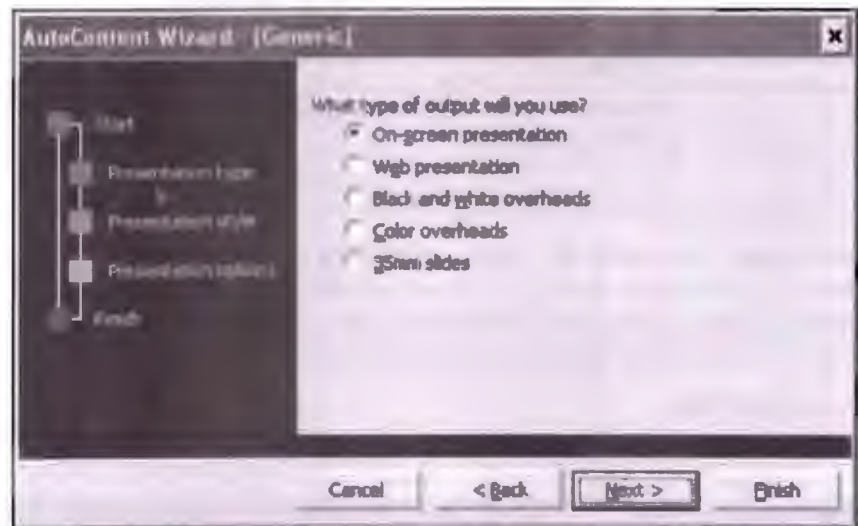 AutoContent Wizard - [Generic]
Start
Presentation type
Presentation style
Presentation options
Finish
What type of output will you use?
On-screen presentation
Web presentation
Black and white overheads
Color overheads
35mm slides
Cancel
< Back
Next >
Finish